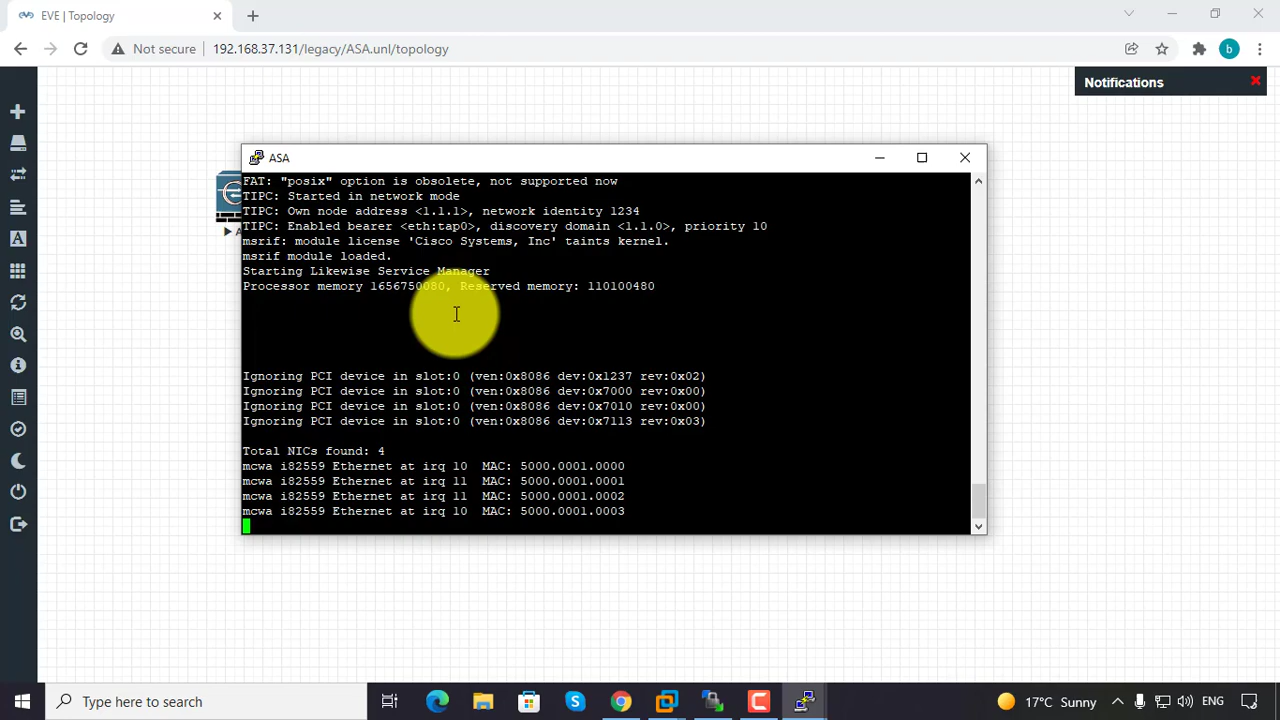 EVE | Topology
Not secure
192.168.37.131/legacy/ASA.unl/topology
b
Notifications
ASA
FAT: "posix" option is obsolete, not supported now
TIPC: Started in network mode
TIPC: Own node address <1.1.1>, network identity 1234
TIPC: Enabled bearer <eth:tap0>, discovery domain <1.1.0>, priority 10
msrif: module license 'Cisco Systems, Inc' taints kernel.
msrif module loaded.
Starting Likewise Service Manager
Processor memory 1656750080, Reserved memory: 110100480
Ignoring PCI device in slot:0 (ven:0x8086 dev:0x1237 rev:0x02)
Ignoring PCI device in slot:0 (ven:0x8086 dev:0x7000 rev:0x00)
Ignoring PCI device in slot:0 (ven:0x8086 dev:0x7010 rev:0x00)
Ignoring PCI device in slot:0 (ven:0x8086 dev:0x7113 rev:0x03)
Total NICs found: 4
mcwa i82559 Ethernet at irq 10  MAC: 5000.0001.0000
mcwa i82559 Ethernet at irq 11  MAC: 5000.0001.0001
mcwa i82559 Ethernet at irq 11  MAC: 5000.0001.0002
mcwa i82559 Ethernet at irq 10  MAC: 5000.0001.0003
Type here to search
17°C Sunny
ENG